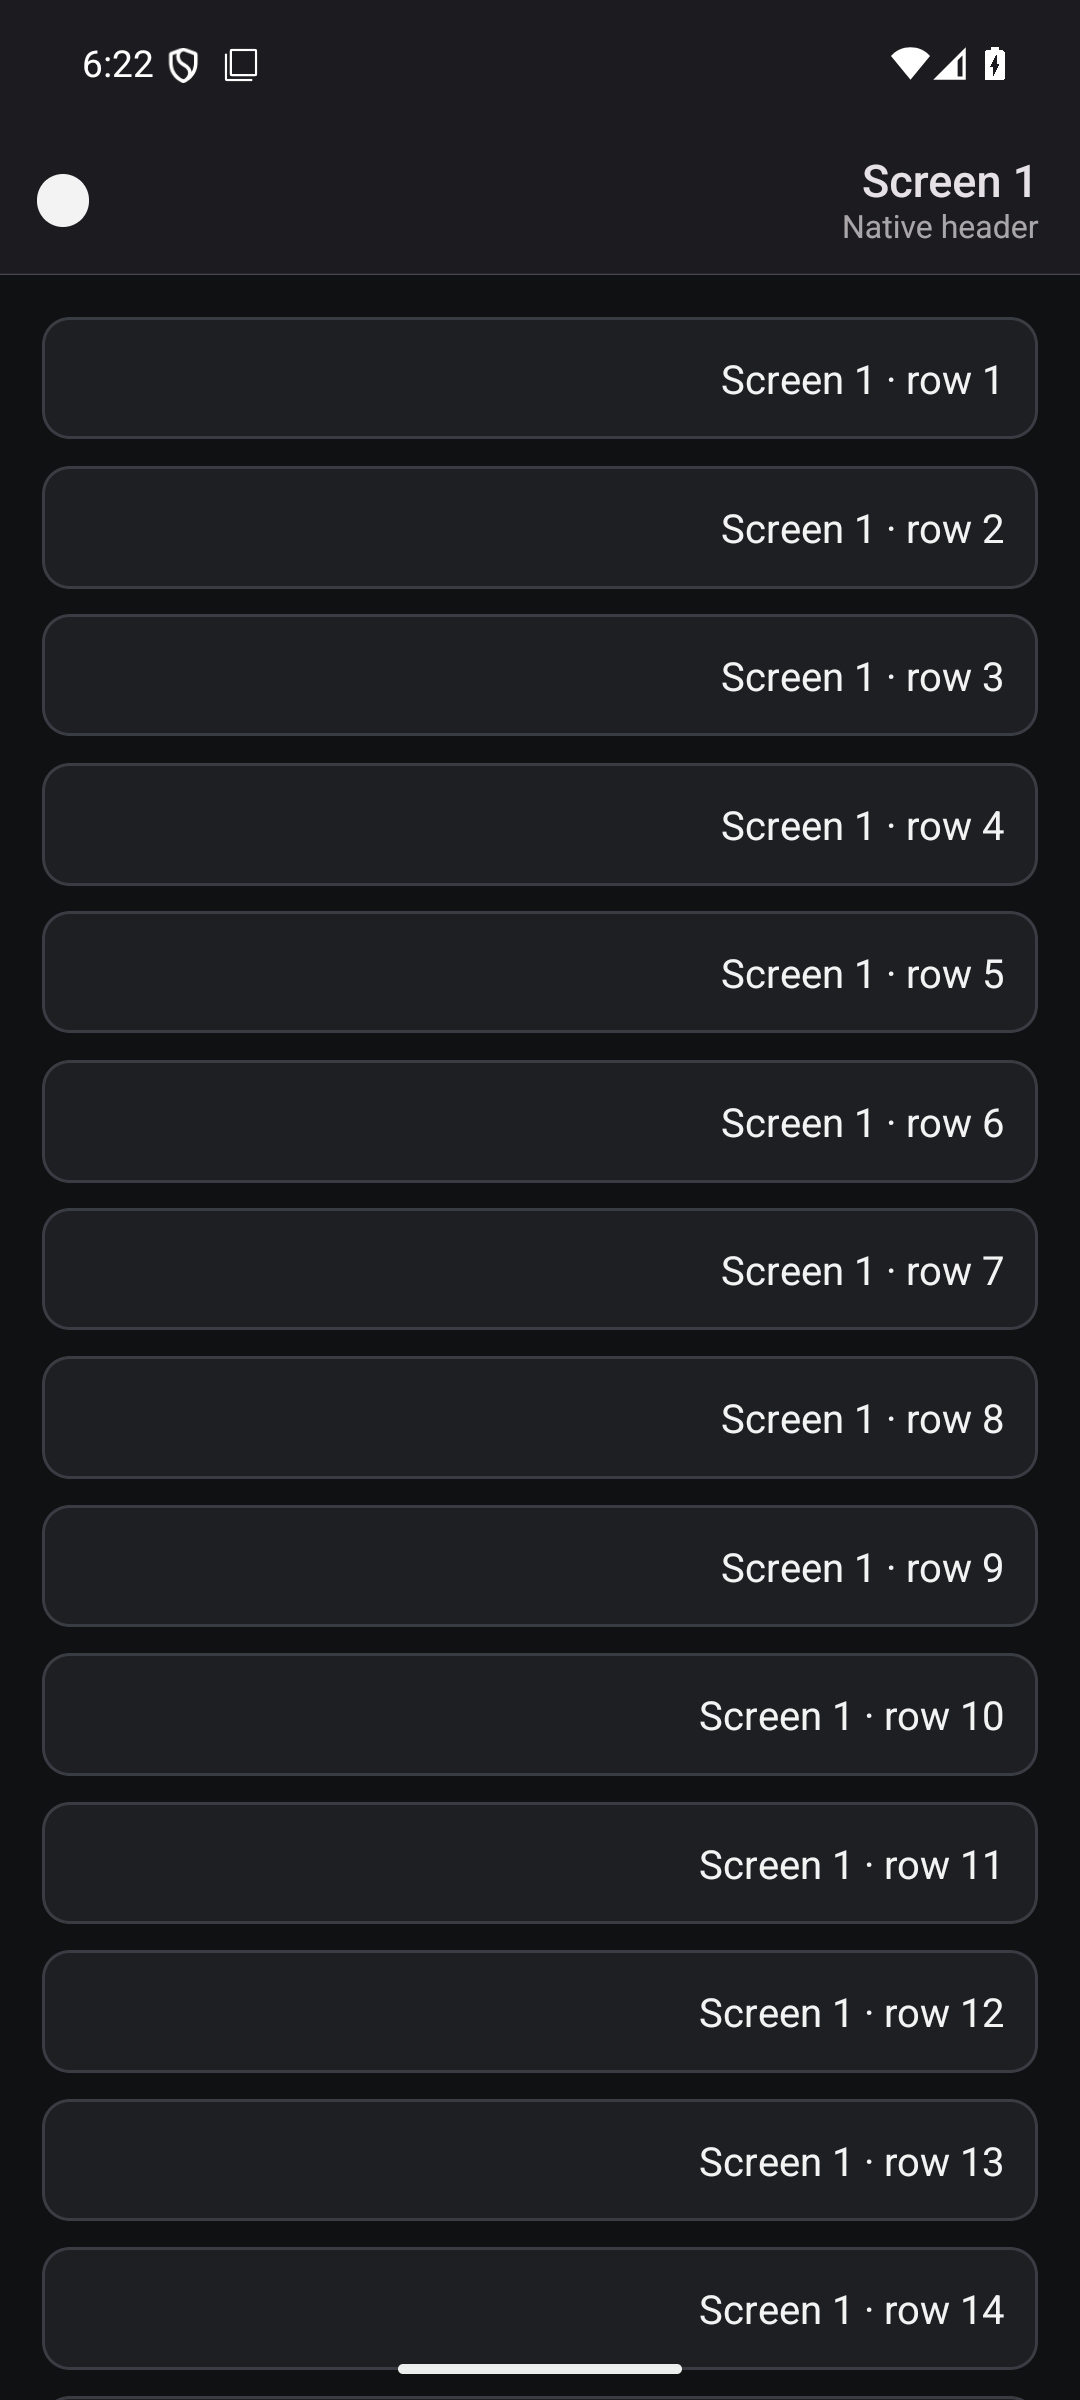 6:22
Screen 1
Native header
Screen 1 · row 1
Screen 1 · row 2
Screen 1 · row 3
Screen 1 · row 4
Screen 1 · row 5
Screen 1 · row 6
Screen 1 · row 7
Screen 1 · row 8
Screen 1 · row 9
Screen 1 · row 10
Screen 1 · row 11
Screen 1 · row 12
Screen 1 · row 13
Screen 1 · row 14